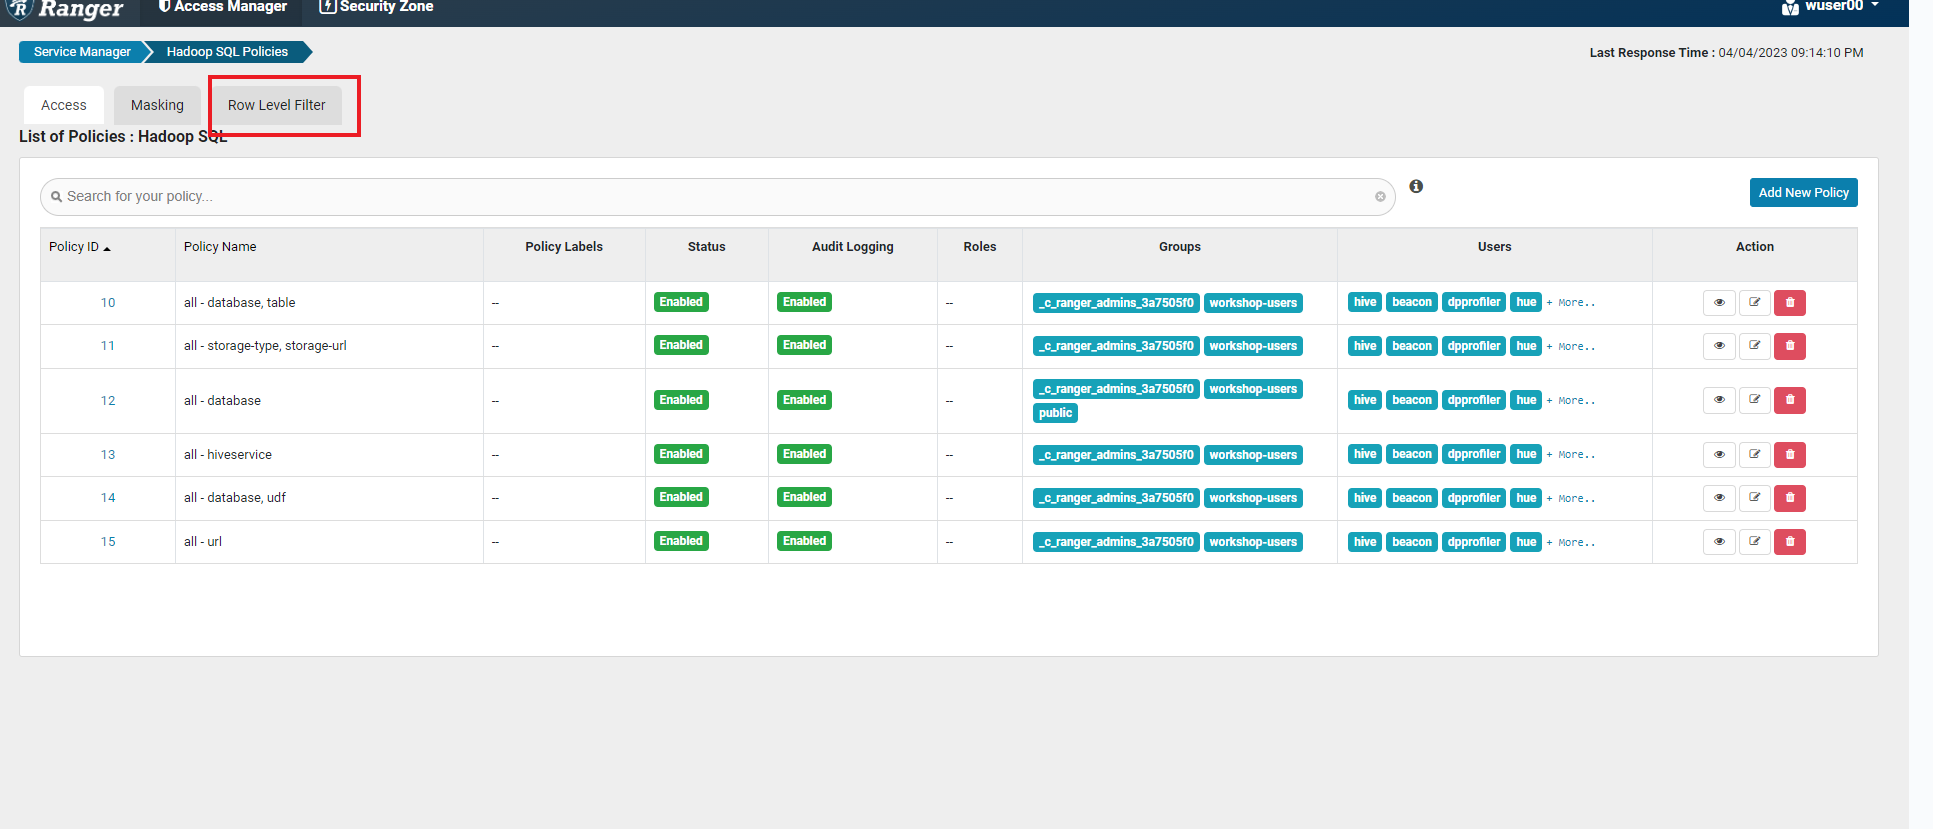 Ranger Access Manager Security Zone wuser00
Service Manager Hadoop SQL Policies Last Response Time : 04/04/2023 09:14:10 PM
Access Masking Row Level Filter
List of Policies : Hadoop SQL
Search for your policy... Add New Policy
Policy ID Policy Name Policy Labels Status Audit Logging Roles Groups Users Action
10 all - database, table -- Enabled Enabled -- _c_ranger_admins_3a7505f0 workshop-users hive beacon dpprofiler hue + More..
11 all - storage-type, storage-url -- Enabled Enabled -- _c_ranger_admins_3a7505f0 workshop-users hive beacon dpprofiler hue + More..
12 all - database -- Enabled Enabled -- _c_ranger_admins_3a7505f0 workshop-users public hive beacon dpprofiler hue + More..
13 all - hiveservice -- Enabled Enabled -- _c_ranger_admins_3a7505f0 workshop-users hive beacon dpprofiler hue + More..
14 all - database, udf -- Enabled Enabled -- _c_ranger_admins_3a7505f0 workshop-users hive beacon dpprofiler hue + More..
15 all - url -- Enabled Enabled -- _c_ranger_admins_3a7505f0 workshop-users hive beacon dpprofiler hue + More..